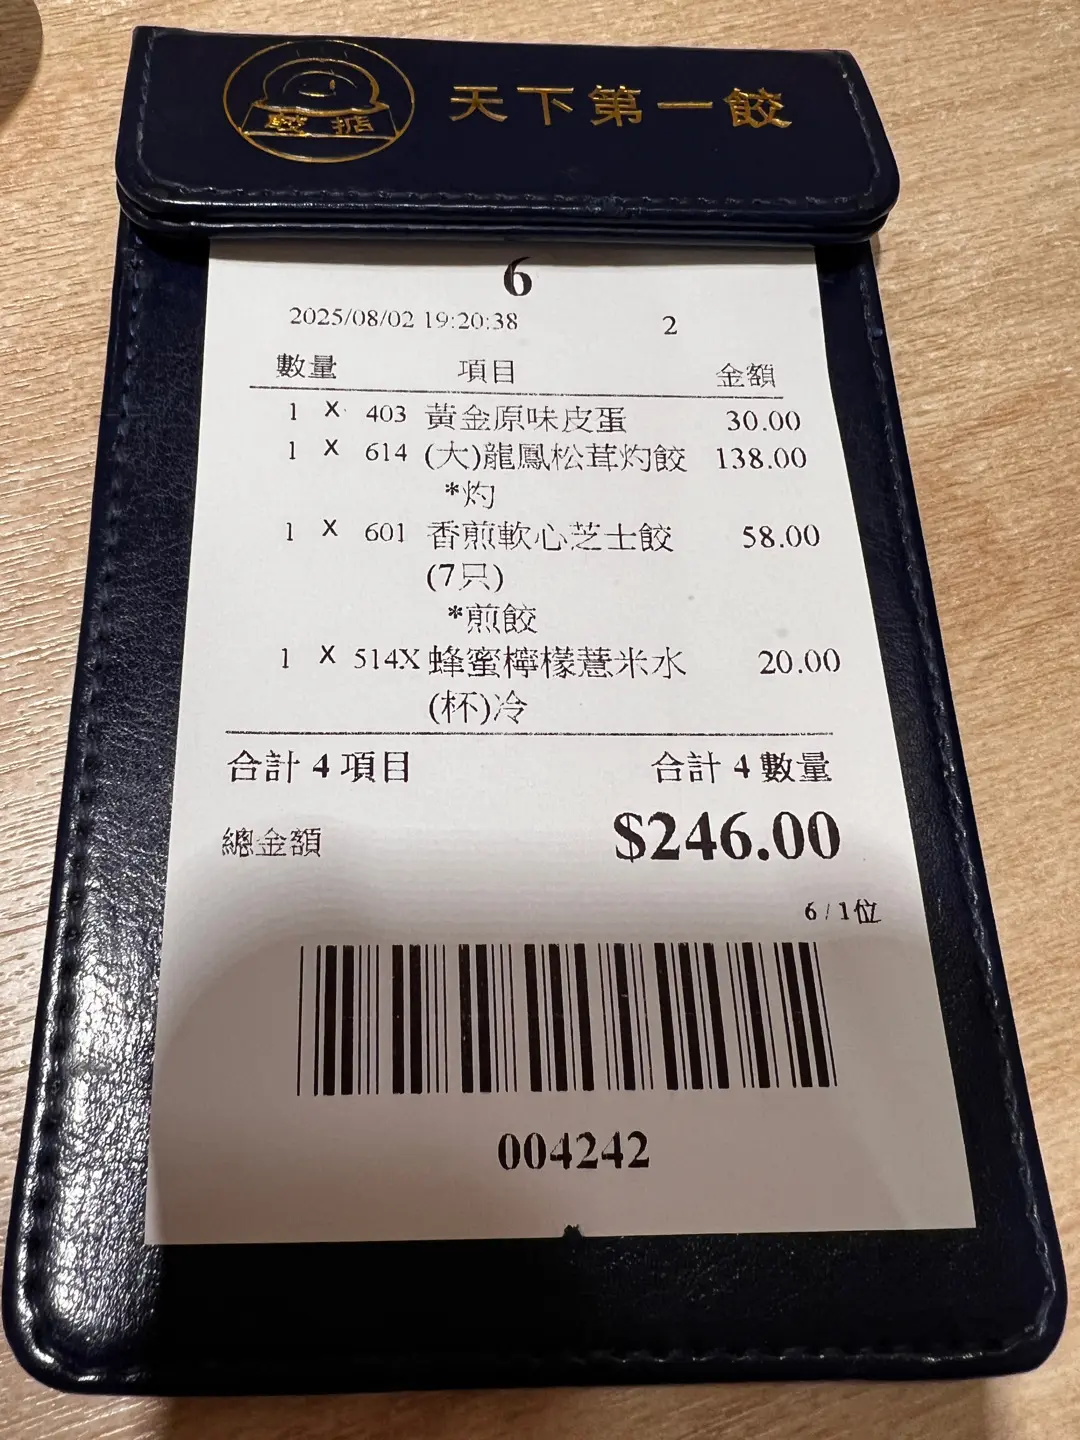 天下第一餃
6
2025/08/02 19:20:38 2
數量 項目 金額
1 X 403 黃金原味皮蛋 30.00
1 X 614 (大)龍鳳松茸灼餃 138.00
*灼
1 X 601 香煎軟心芝士餃 58.00
(7只)
*煎餃
1 X 514X 蜂蜜檸檬薏米水 20.00
(杯)冷
合計 4 項目 合計 4 數量
總金額 $246.00
6 / 1位
004242